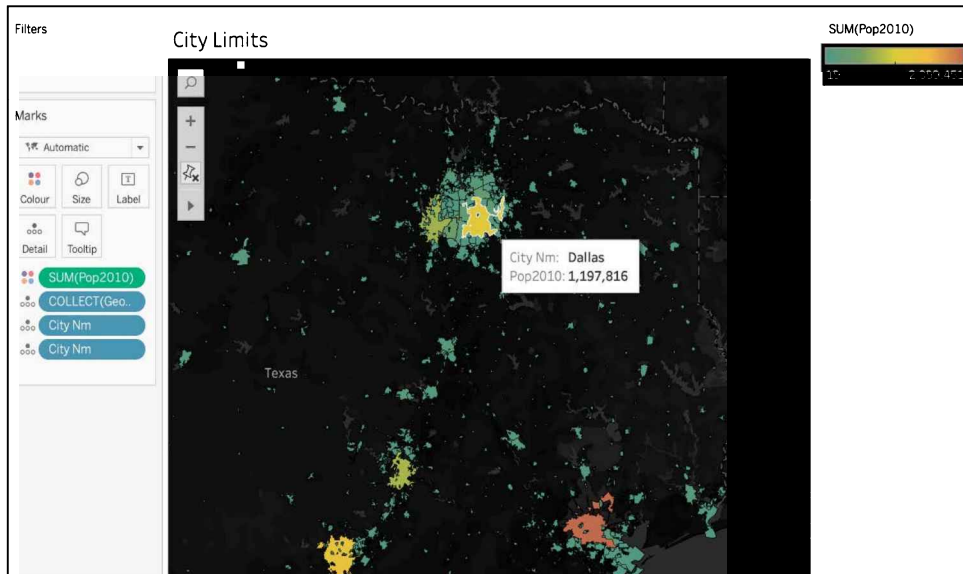 Filters
City Limits
SUM(Pop2010)
Marks
Automatic
Colour
Size
Label
Detail
Tooltip
SUM(Pop2010)
COLLECT(Geo..
City Nm
City Nm
City Nm: Dallas
Pop2010: 1,197,816
Texas